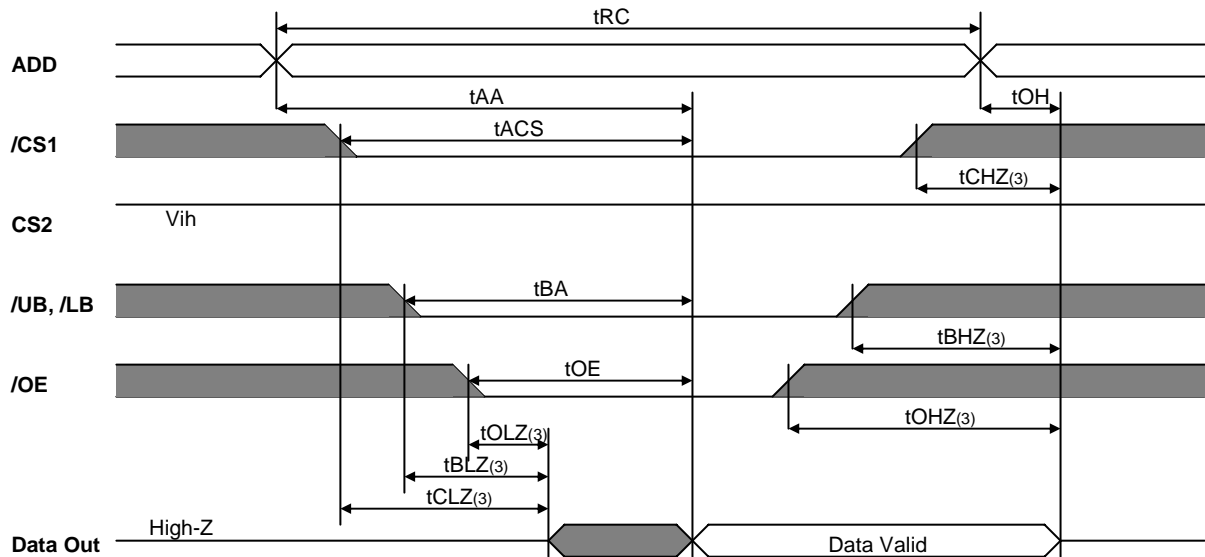 tRC
ADD
tAA
tOH
/CS1
tACS
tCHZ(3)
CS2
Vih
/UB, /LB
tBA
tBHZ(3)
/OE
tOE
tOHZ(3)
tOLZ(3)
tBLZ(3)
tCLZ(3)
Data Out
High-Z
Data Valid